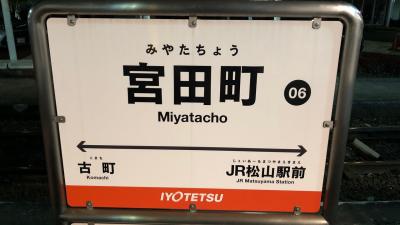 みやたちょう
宮田町
06
Miyatacho
こまち
古町
Komachi
じぇいあーるまつやまえきまえ
JR松山駅前
JR Matsuyama Station
IYOTETSU